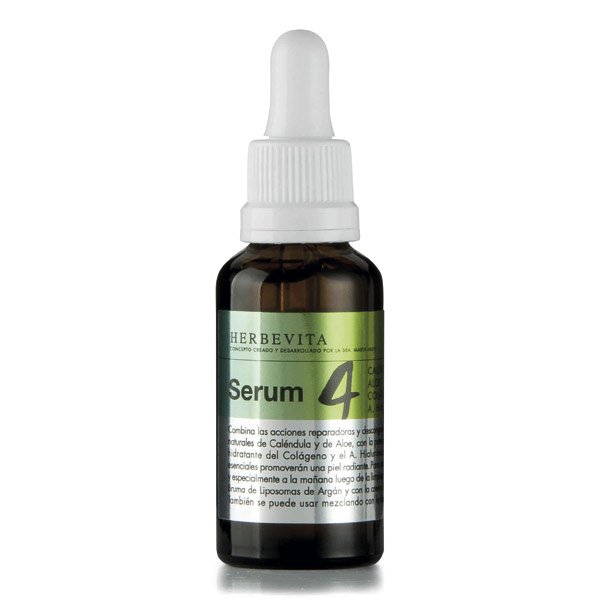 HERBEVITA
CONCEPTO CREADO Y DESARROLLADO POR LA SRA.
Serum 4
Combina las acciones reparadoras y
naturales de Caléndula y de Aloe, con la
hidratante del Colágeno y el A.
esenciales promoverán una piel radiante.
y especialmente a la mañana luego de la
Bruma de Liposomas de Argán y con la
también se puede usar mezclando con